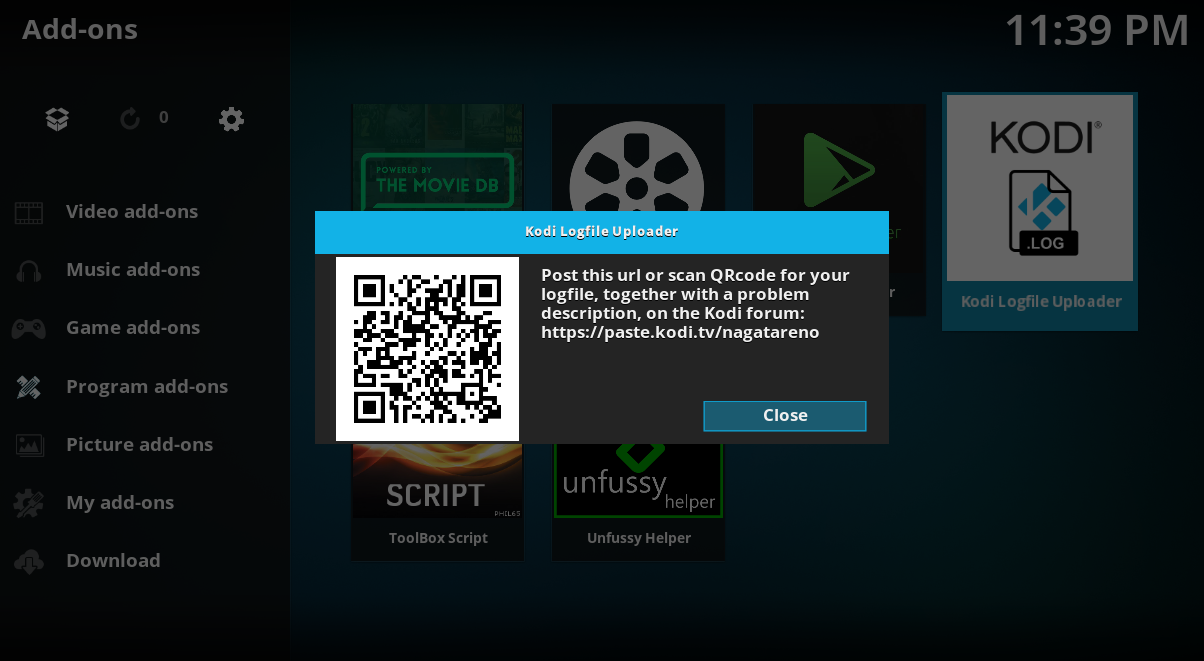 Add-ons
11:39 PM
0
Video add-ons
Music add-ons
Game add-ons
Program add-ons
Picture add-ons
My add-ons
Download
POWERED BY
THE MOVIE DB
KODI®
.LOG
Kodi Logfile Uploader
Kodi Logfile Uploader
Post this url or scan QRcode for your
logfile, together with a problem
description, on the Kodi forum:
https://paste.kodi.tv/nagatareno
Close
SCRIPT
PHIL65
ToolBox Script
unfussy
helper
Unfussy Helper